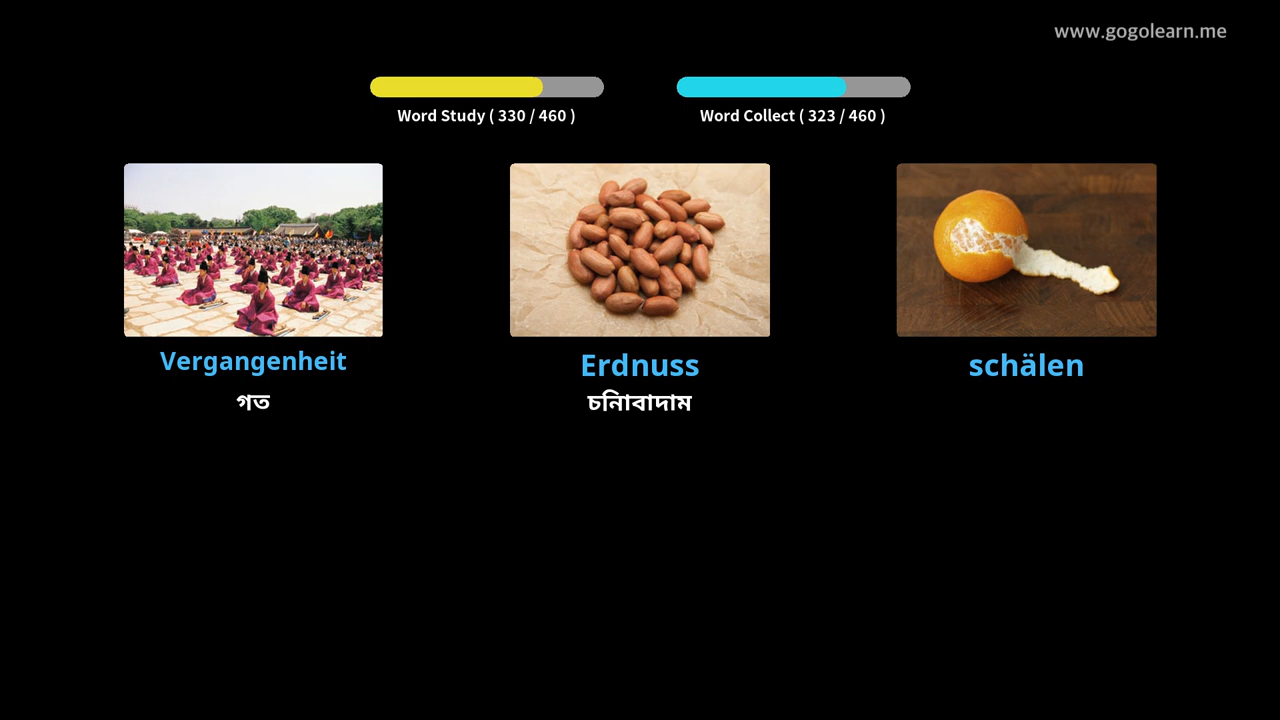 www.gogolearn.me
Word Study ( 330 / 460 )
Word Collect ( 323 / 460 )
Vergangenheit
Erdnuss
schälen
গত
চিনাবাদাম